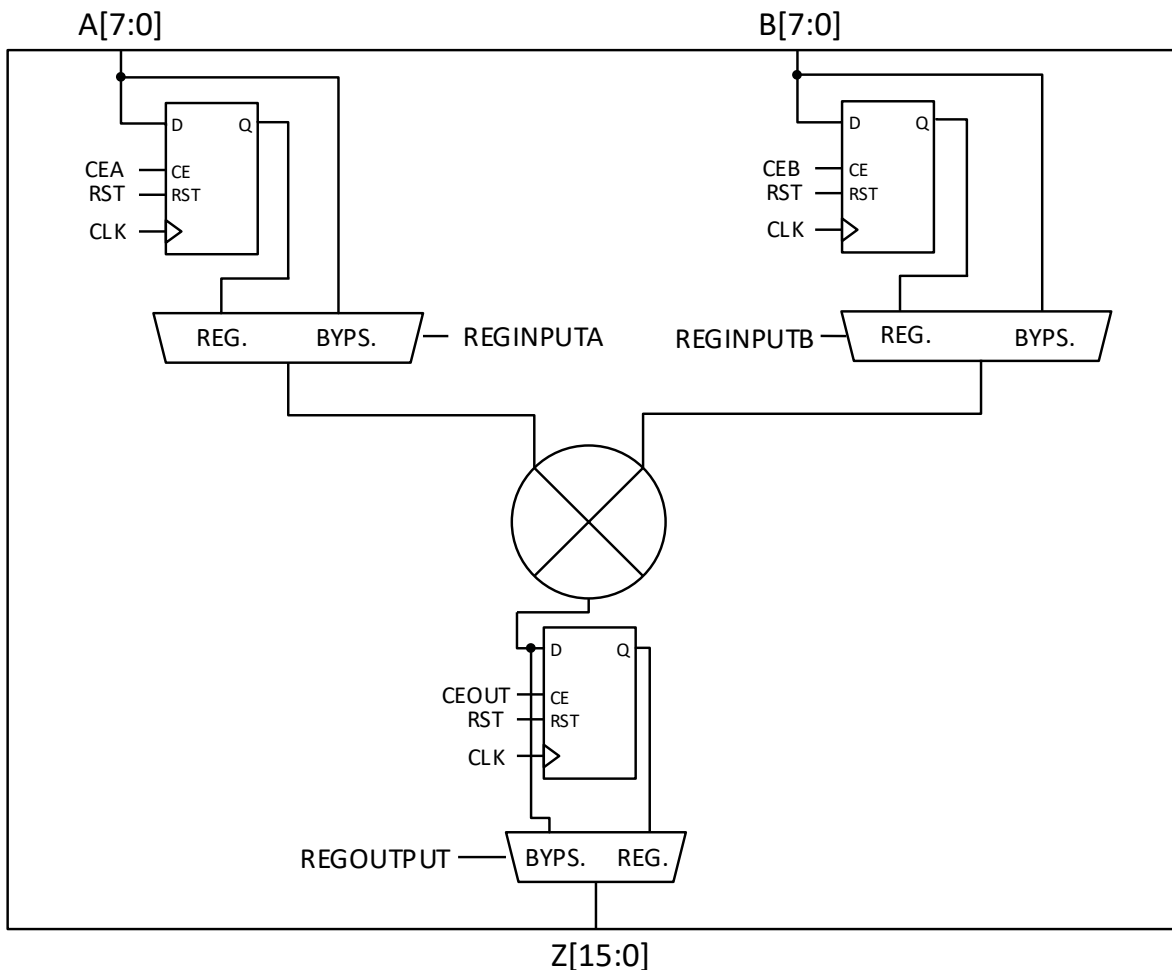 A[7:0]
B[7:0]
D Q
CEA CE
RST RST
CLK
D Q
CEB CE
RST RST
CLK
REG. BYPS. REGINPUTA
REGINPUTB REG. BYPS.
D Q
CEOUT CE
RST RST
CLK
REGOUTPUT BYPS. REG.
Z[15:0]